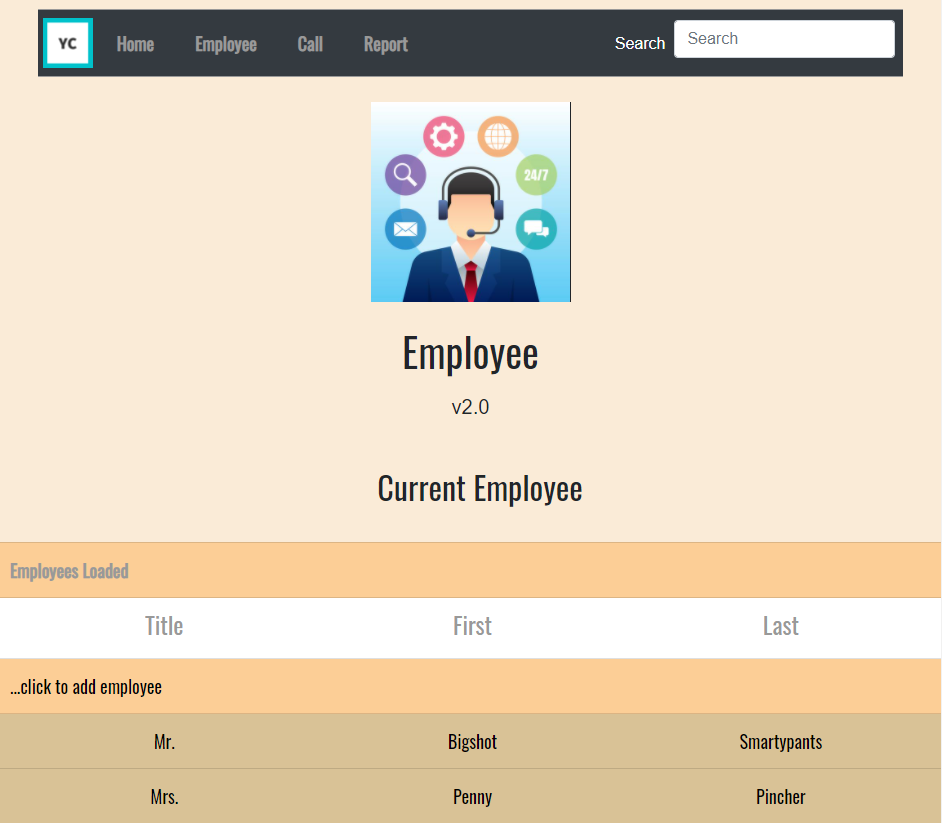 YC Home Employee Call Report Search Search
24/7
Employee
v2.0
Current Employee
Employees Loaded
Title First Last
...click to add employee
Mr. Bigshot Smartypants
Mrs. Penny Pincher